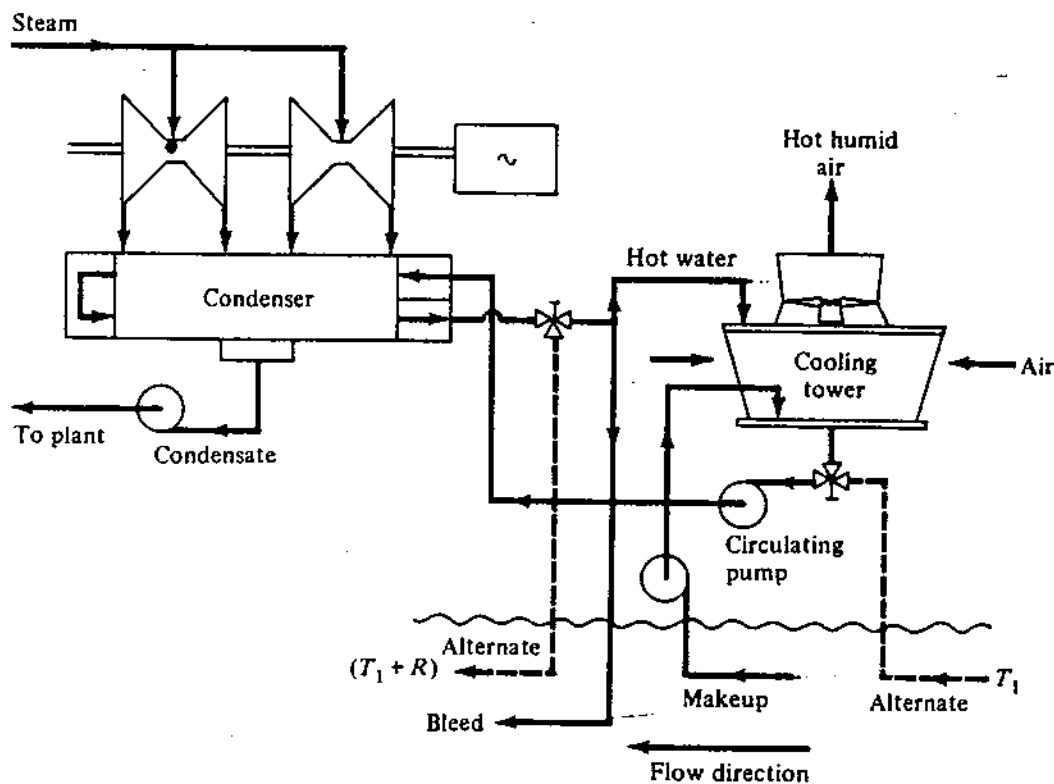 Steam
Hot humid
air
~
Hot water
Condenser
Cooling
tower
Air
To plant
Condensate
Circulating
pump
Alternate
(T₁ + R)
Makeup
Alternate
T₁
Bleed
Flow direction